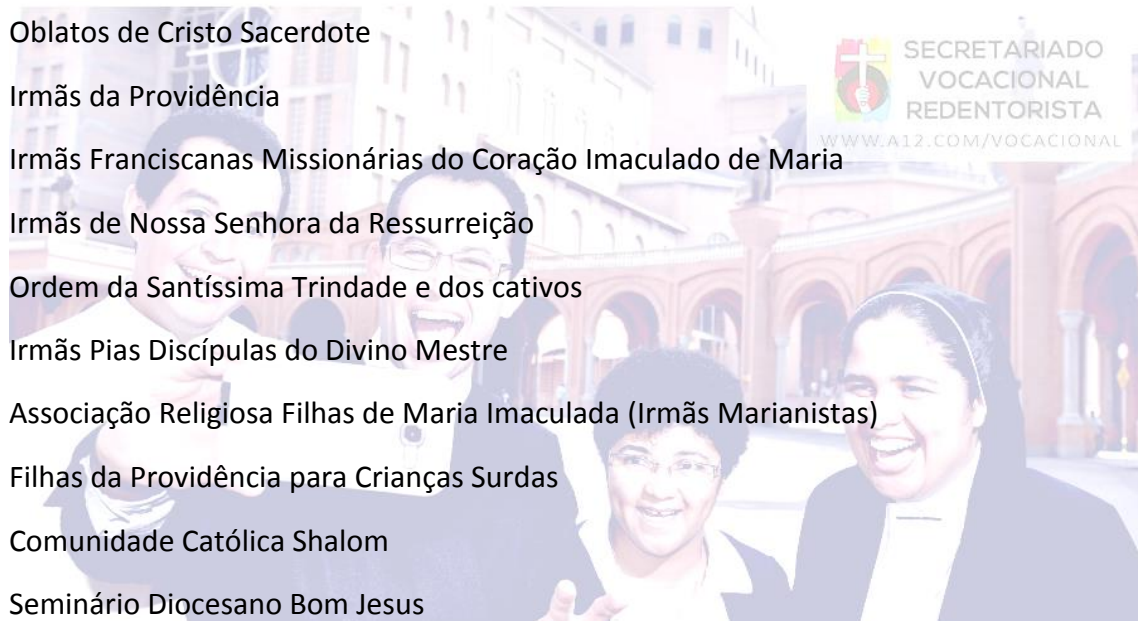 Oblatos de Cristo Sacerdote
SECRETARIADO
VOCACIONAL
REDENTORISTA
WWW.A12.COM/VOCACIONAL
Irmãs da Providência
Irmãs Franciscanas Missionárias do Coração Imaculado de Maria
Irmãs de Nossa Senhora da Ressurreição
Ordem da Santíssima Trindade e dos cativos
Irmãs Pias Discípulas do Divino Mestre
Associação Religiosa Filhas de Maria Imaculada (Irmãs Marianistas)
Filhas da Providência para Crianças Surdas
Comunidade Católica Shalom
Seminário Diocesano Bom Jesus